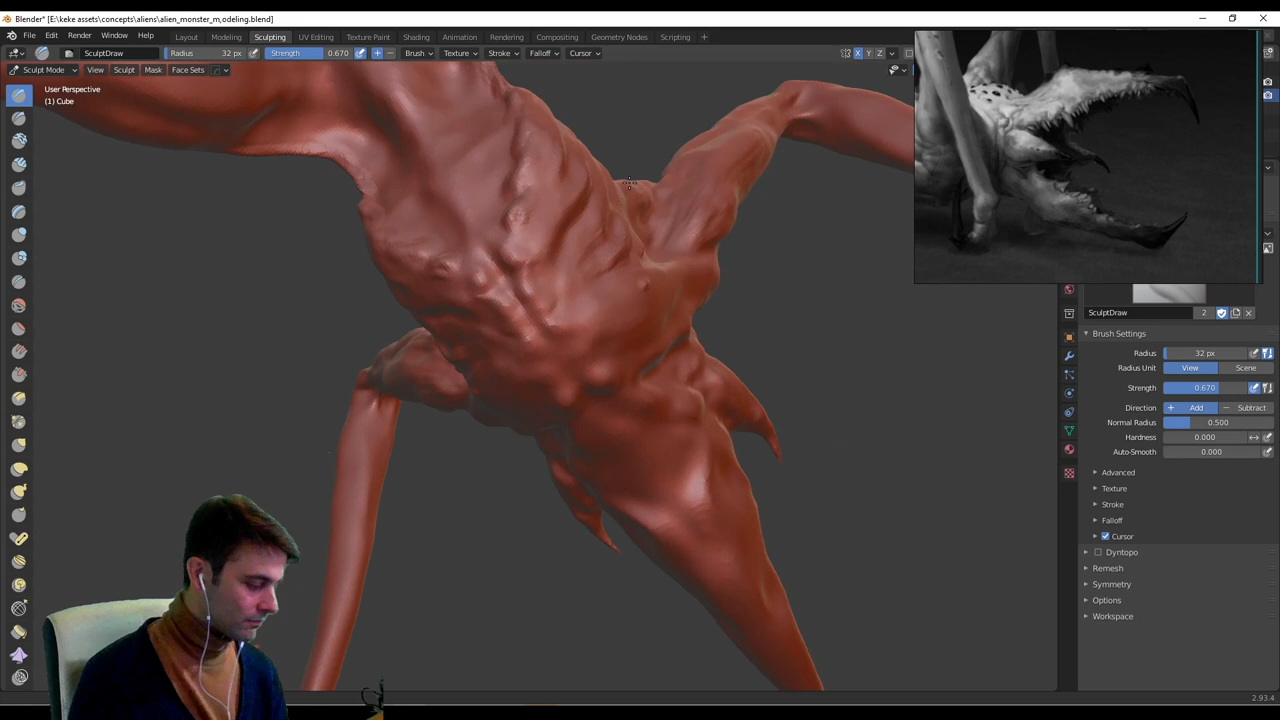 Blender* [E:\keke assets\concepts\aliens\alien_monster_m,odeling.blend]
File Edit Render Window Help Layout Modeling Sculpting UV Editing Texture Paint Shading Animation Rendering Compositing Geometry Nodes Scripting +
SculptDraw Radius 32 px Strength 0.670 + − Brush Texture Stroke Falloff Cursor X Y Z
Sculpt Mode View Sculpt Mask Face Sets
User Perspective
(1) Cube
SculptDraw 2
Brush Settings
Radius 32 px
Radius Unit View Scene
Strength 0.670
Direction + Add − Subtract
Normal Radius 0.500
Hardness 0.000
Auto-Smooth 0.000
Advanced
Texture
Stroke
Falloff
Cursor
Dyntopo
Remesh
Symmetry
Options
Workspace
2.93.4